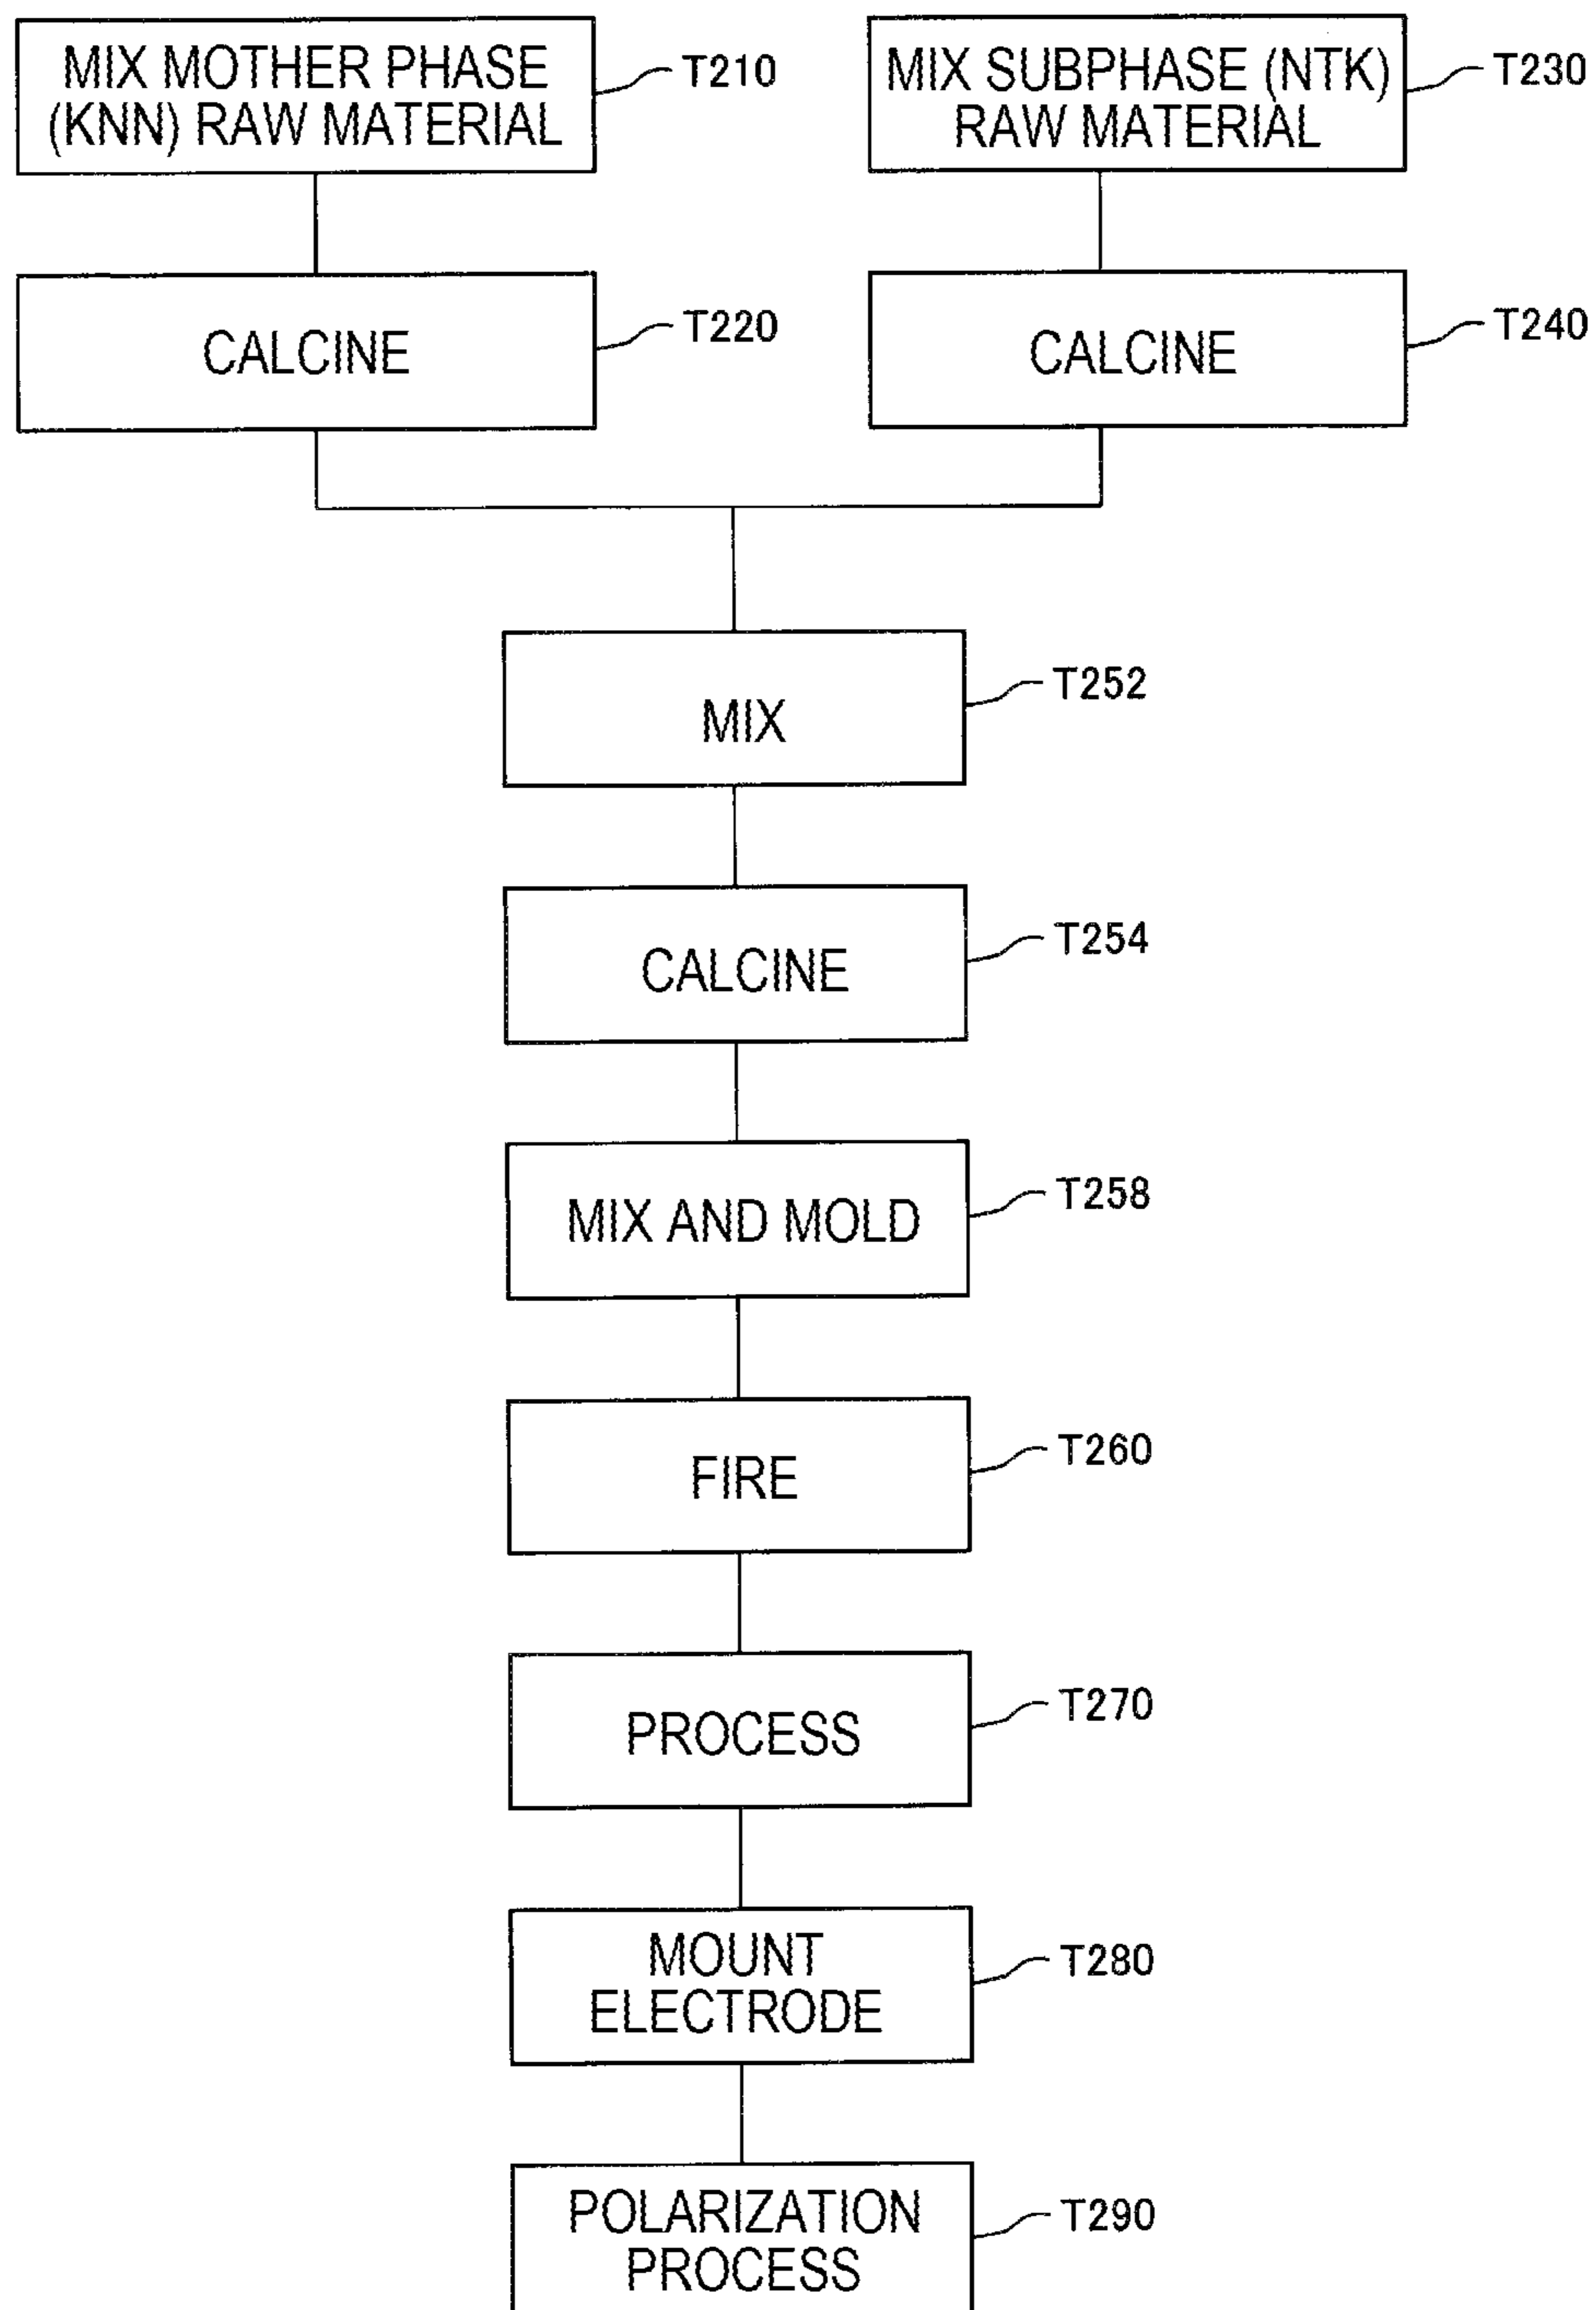 MIX MOTHER PHASE
(KNN) RAW MATERIAL
T210
MIX SUBPHASE (NTK)
RAW MATERIAL
T230
CALCINE
T220
CALCINE
T240
MIX
T252
CALCINE
T254
MIX AND MOLD
T258
FIRE
T260
PROCESS
T270
MOUNT
ELECTRODE
T280
POLARIZATION
PROCESS
T290